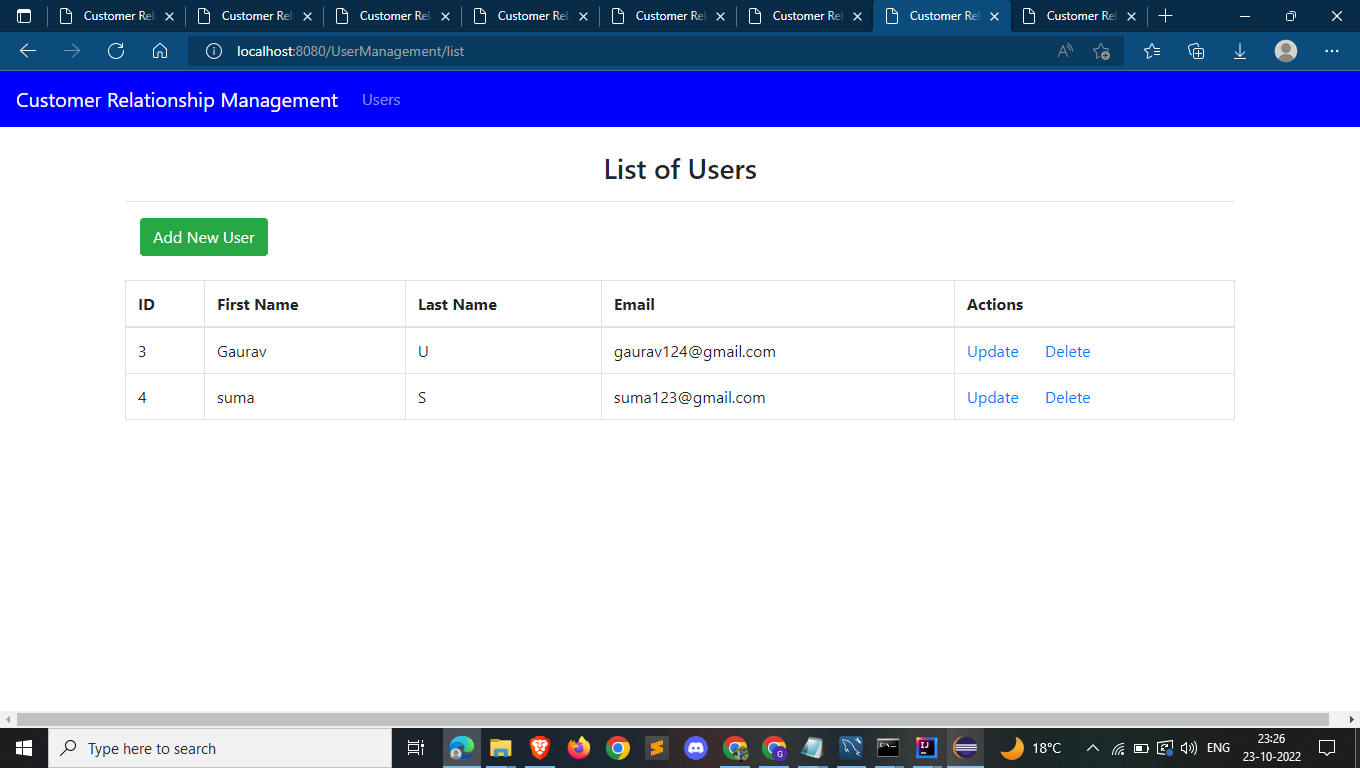 Customer Rel Customer Rel Customer Rel Customer Rel Customer Rel Customer Rel Customer Rel Customer Rel
localhost:8080/UserManagement/list
Customer Relationship Management Users
List of Users
Add New User
ID First Name Last Name Email Actions
3 Gaurav U gaurav124@gmail.com Update Delete
4 suma S suma123@gmail.com Update Delete
Type here to search 18°C ENG 23:26
23-10-2022